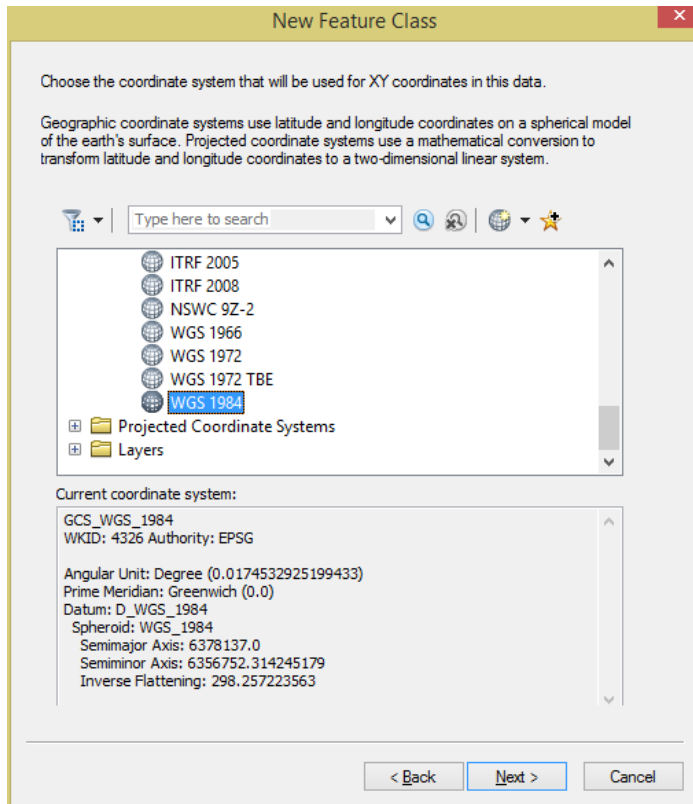 New Feature Class
Choose the coordinate system that will be used for XY coordinates in this data.
Geographic coordinate systems use latitude and longitude coordinates on a spherical model
of the earth's surface. Projected coordinate systems use a mathematical conversion to
transform latitude and longitude coordinates to a two-dimensional linear system.
Type here to search
ITRF 2005
ITRF 2008
NSWC 9Z-2
WGS 1966
WGS 1972
WGS 1972 TBE
WGS 1984
Projected Coordinate Systems
Layers
Current coordinate system:
GCS_WGS_1984
WKID: 4326 Authority: EPSG
Angular Unit: Degree (0.0174532925199433)
Prime Meridian: Greenwich (0.0)
Datum: D_WGS_1984
Spheroid: WGS_1984
Semimajor Axis: 6378137.0
Semiminor Axis: 6356752.314245179
Inverse Flattening: 298.257223563
< Back Next > Cancel